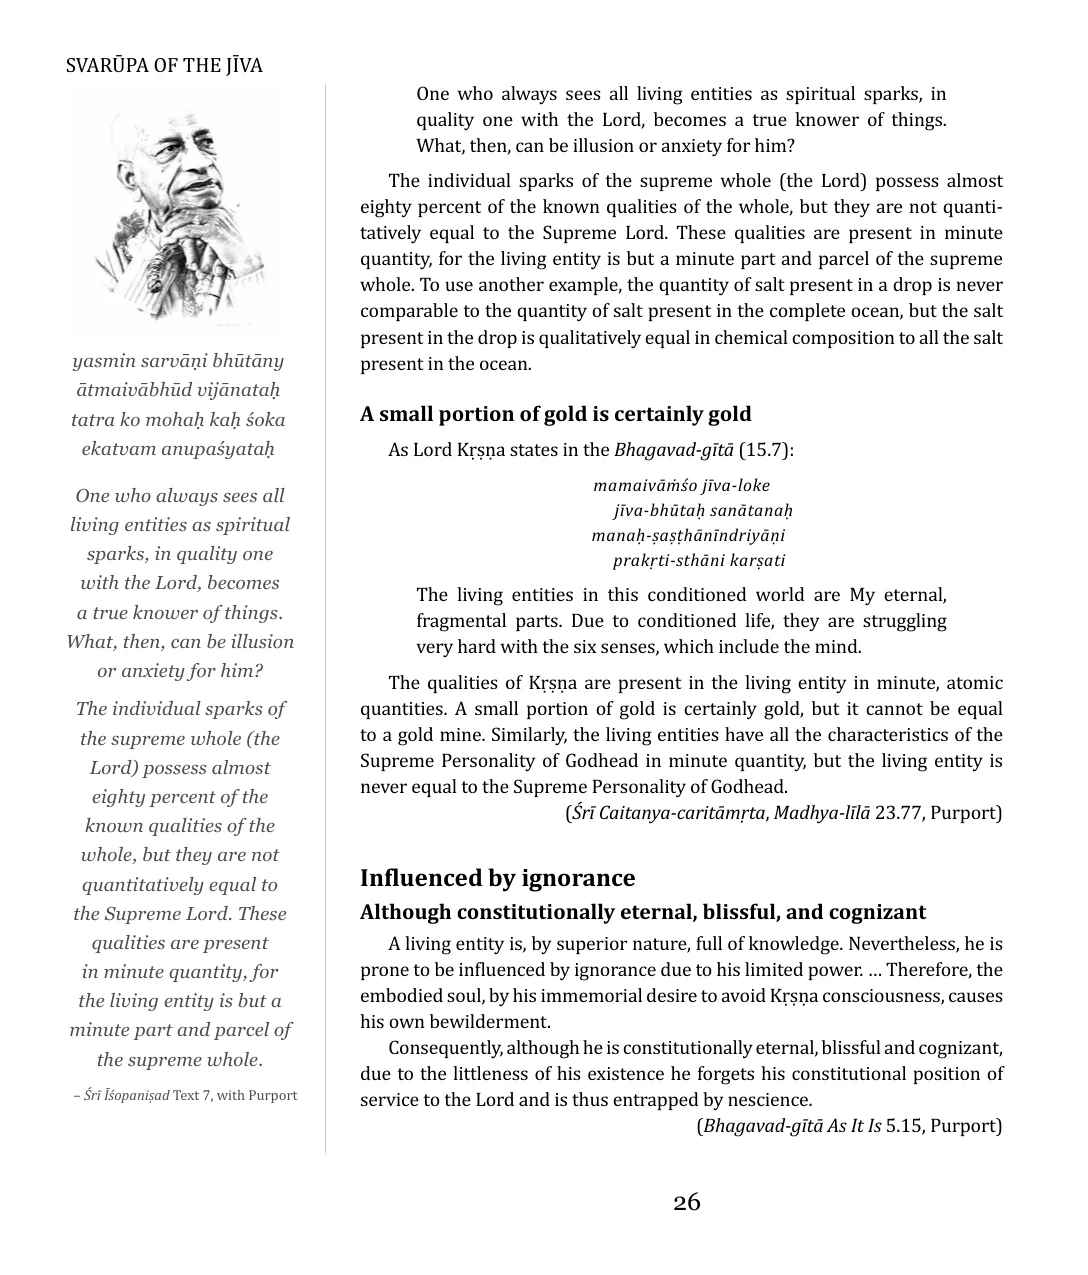 SVARŪPA OF THE JĪVA
yasmin sarvāṇi bhūtāny
ātmaivābhūd vijānataḥ
tatra ko mohaḥ kaḥ śoka
ekatvam anupaśyataḥ
One who always sees all
living entities as spiritual
sparks, in quality one
with the Lord, becomes
a true knower of things.
What, then, can be illusion
or anxiety for him?
The individual sparks of
the supreme whole (the
Lord) possess almost
eighty percent of the
known qualities of the
whole, but they are not
quantitatively equal to
the Supreme Lord. These
qualities are present
in minute quantity, for
the living entity is but a
minute part and parcel of
the supreme whole.
– Śrī Īśopaniṣad Text 7, with Purport
One who always sees all living entities as spiritual sparks, in
quality one with the Lord, becomes a true knower of things.
What, then, can be illusion or anxiety for him?
The individual sparks of the supreme whole (the Lord) possess almost
eighty percent of the known qualities of the whole, but they are not quanti-
tatively equal to the Supreme Lord. These qualities are present in minute
quantity, for the living entity is but a minute part and parcel of the supreme
whole. To use another example, the quantity of salt present in a drop is never
comparable to the quantity of salt present in the complete ocean, but the salt
present in the drop is qualitatively equal in chemical composition to all the salt
present in the ocean.
A small portion of gold is certainly gold
As Lord Kṛṣṇa states in the Bhagavad-gītā (15.7):
mamaivāṁśo jīva-loke
jīva-bhūtaḥ sanātanaḥ
manaḥ-ṣaṣṭhānīndriyāṇi
prakṛti-sthāni karṣati
The living entities in this conditioned world are My eternal,
fragmental parts. Due to conditioned life, they are struggling
very hard with the six senses, which include the mind.
The qualities of Kṛṣṇa are present in the living entity in minute, atomic
quantities. A small portion of gold is certainly gold, but it cannot be equal
to a gold mine. Similarly, the living entities have all the characteristics of the
Supreme Personality of Godhead in minute quantity, but the living entity is
never equal to the Supreme Personality of Godhead.
(Śrī Caitanya-caritāmṛta, Madhya-līlā 23.77, Purport)
Influenced by ignorance
Although constitutionally eternal, blissful, and cognizant
A living entity is, by superior nature, full of knowledge. Nevertheless, he is
prone to be influenced by ignorance due to his limited power. … Therefore, the
embodied soul, by his immemorial desire to avoid Kṛṣṇa consciousness, causes
his own bewilderment.
Consequently, although he is constitutionally eternal, blissful and cognizant,
due to the littleness of his existence he forgets his constitutional position of
service to the Lord and is thus entrapped by nescience.
(Bhagavad-gītā As It Is 5.15, Purport)
26